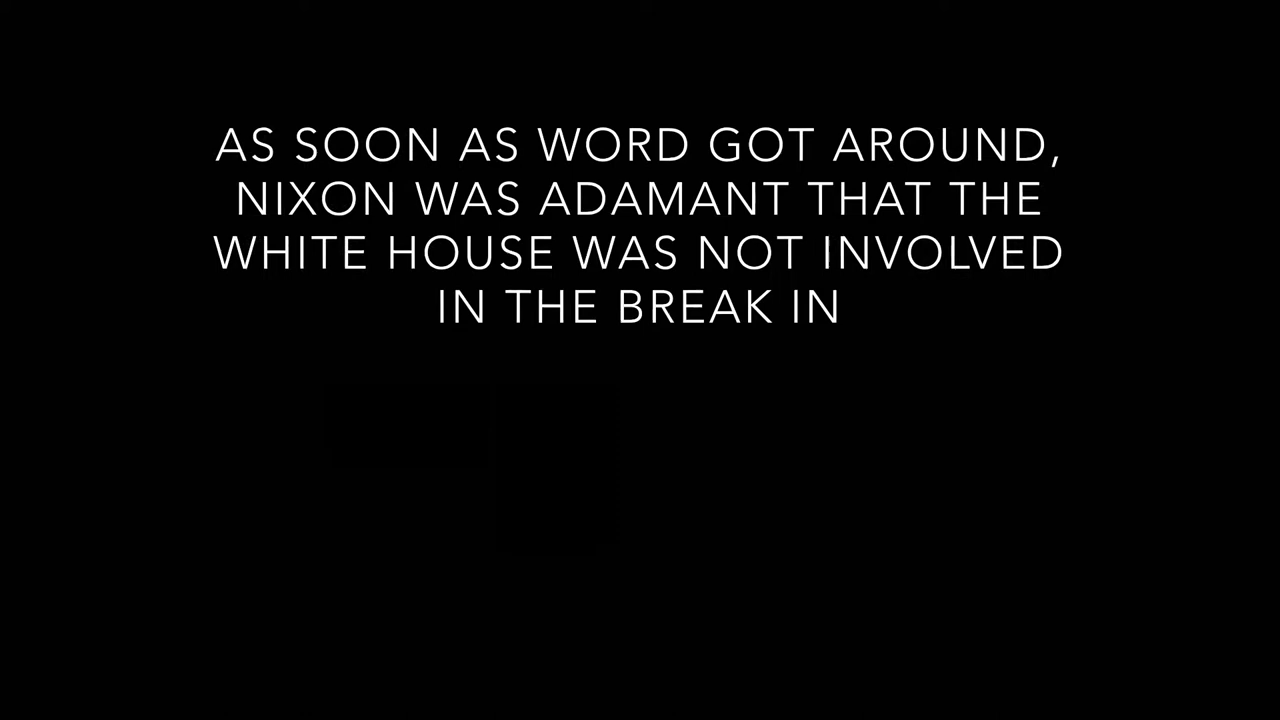 AS SOON AS WORD GOT AROUND,
NIXON WAS ADAMANT THAT THE
WHITE HOUSE WAS NOT INVOLVED
IN THE BREAK IN